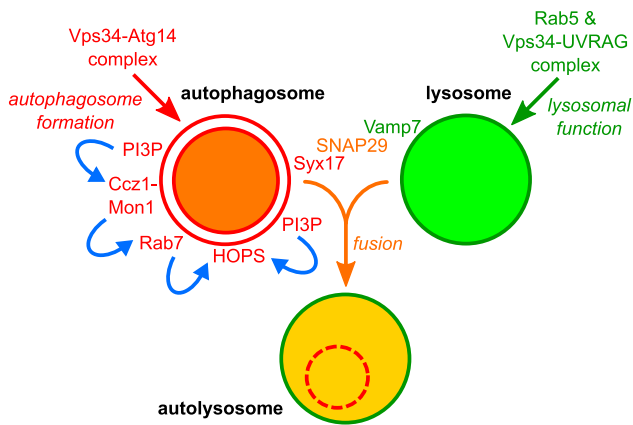 Vps34-Atg14
complex
Rab5 &
Vps34-UVRAG
complex
autophagosome
formation
autophagosome
lysosome
lysosomal
function
PI3P
Ccz1-
Mon1
Rab7
HOPS
PI3P
Syx17
SNAP29
Vamp7
fusion
autolysosome